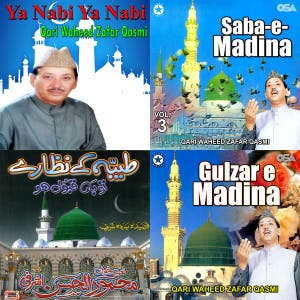 Ya Nabi Ya Nabi
Qari Waheed Zafar Qasmi
OSA
Saba-e-
Madina
VOL.
3
QARI WAHEED ZAFAR QASMI
طیبہ کے نظارے
OSA
Gulzar e
Madina
QARI WAHEED ZAFAR QASMI